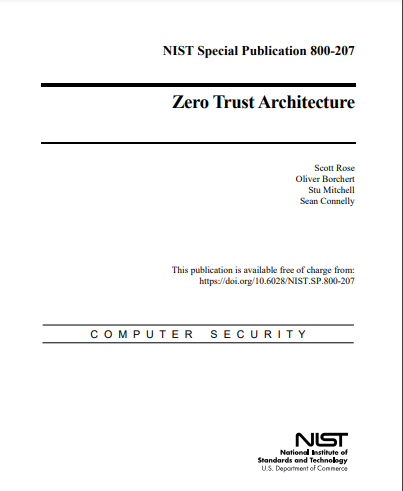 NIST Special Publication 800-207
Zero Trust Architecture
Scott Rose
Oliver Borchert
Stu Mitchell
Sean Connelly
This publication is available free of charge from:
https://doi.org/10.6028/NIST.SP.800-207
COMPUTER SECURITY
NIST
National Institute of
Standards and Technology
U.S. Department of Commerce